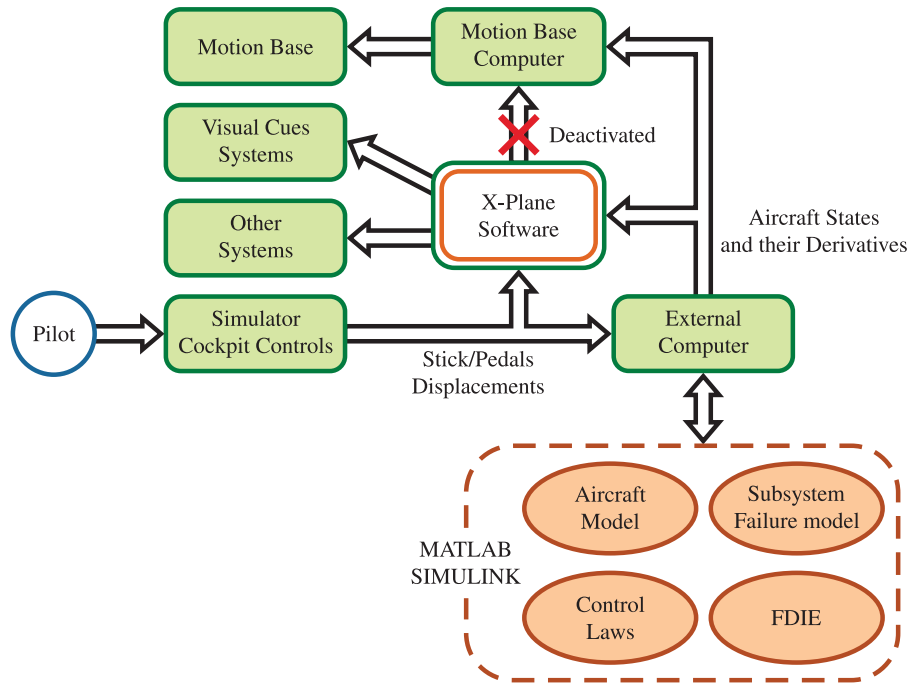 Motion Base
Motion Base
Computer
Visual Cues
Systems
Deactivated
X-Plane
Software
Other
Systems
Aircraft States
and their Derivatives
Pilot
Simulator
Cockpit Controls
External
Computer
Stick/Pedals
Displacements
MATLAB
SIMULINK
Aircraft
Model
Subsystem
Failure model
Control
Laws
FDIE